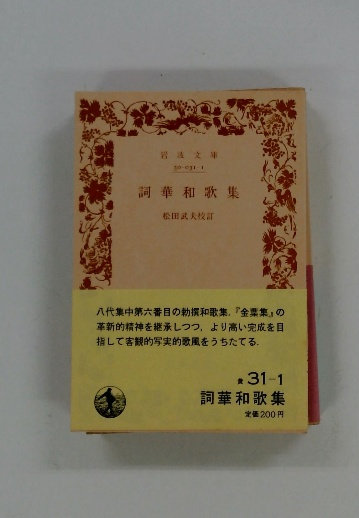 岩波文庫
30-031-1
詞華和歌集
松田武夫校訂
八代集中第六番目の勅撰和歌集.『金葉集』の
革新的精神を継承しつつ, より高い完成を目
指して客観的写実的歌風をうちたてる.
黄 31-1
詞華和歌集
定価200円